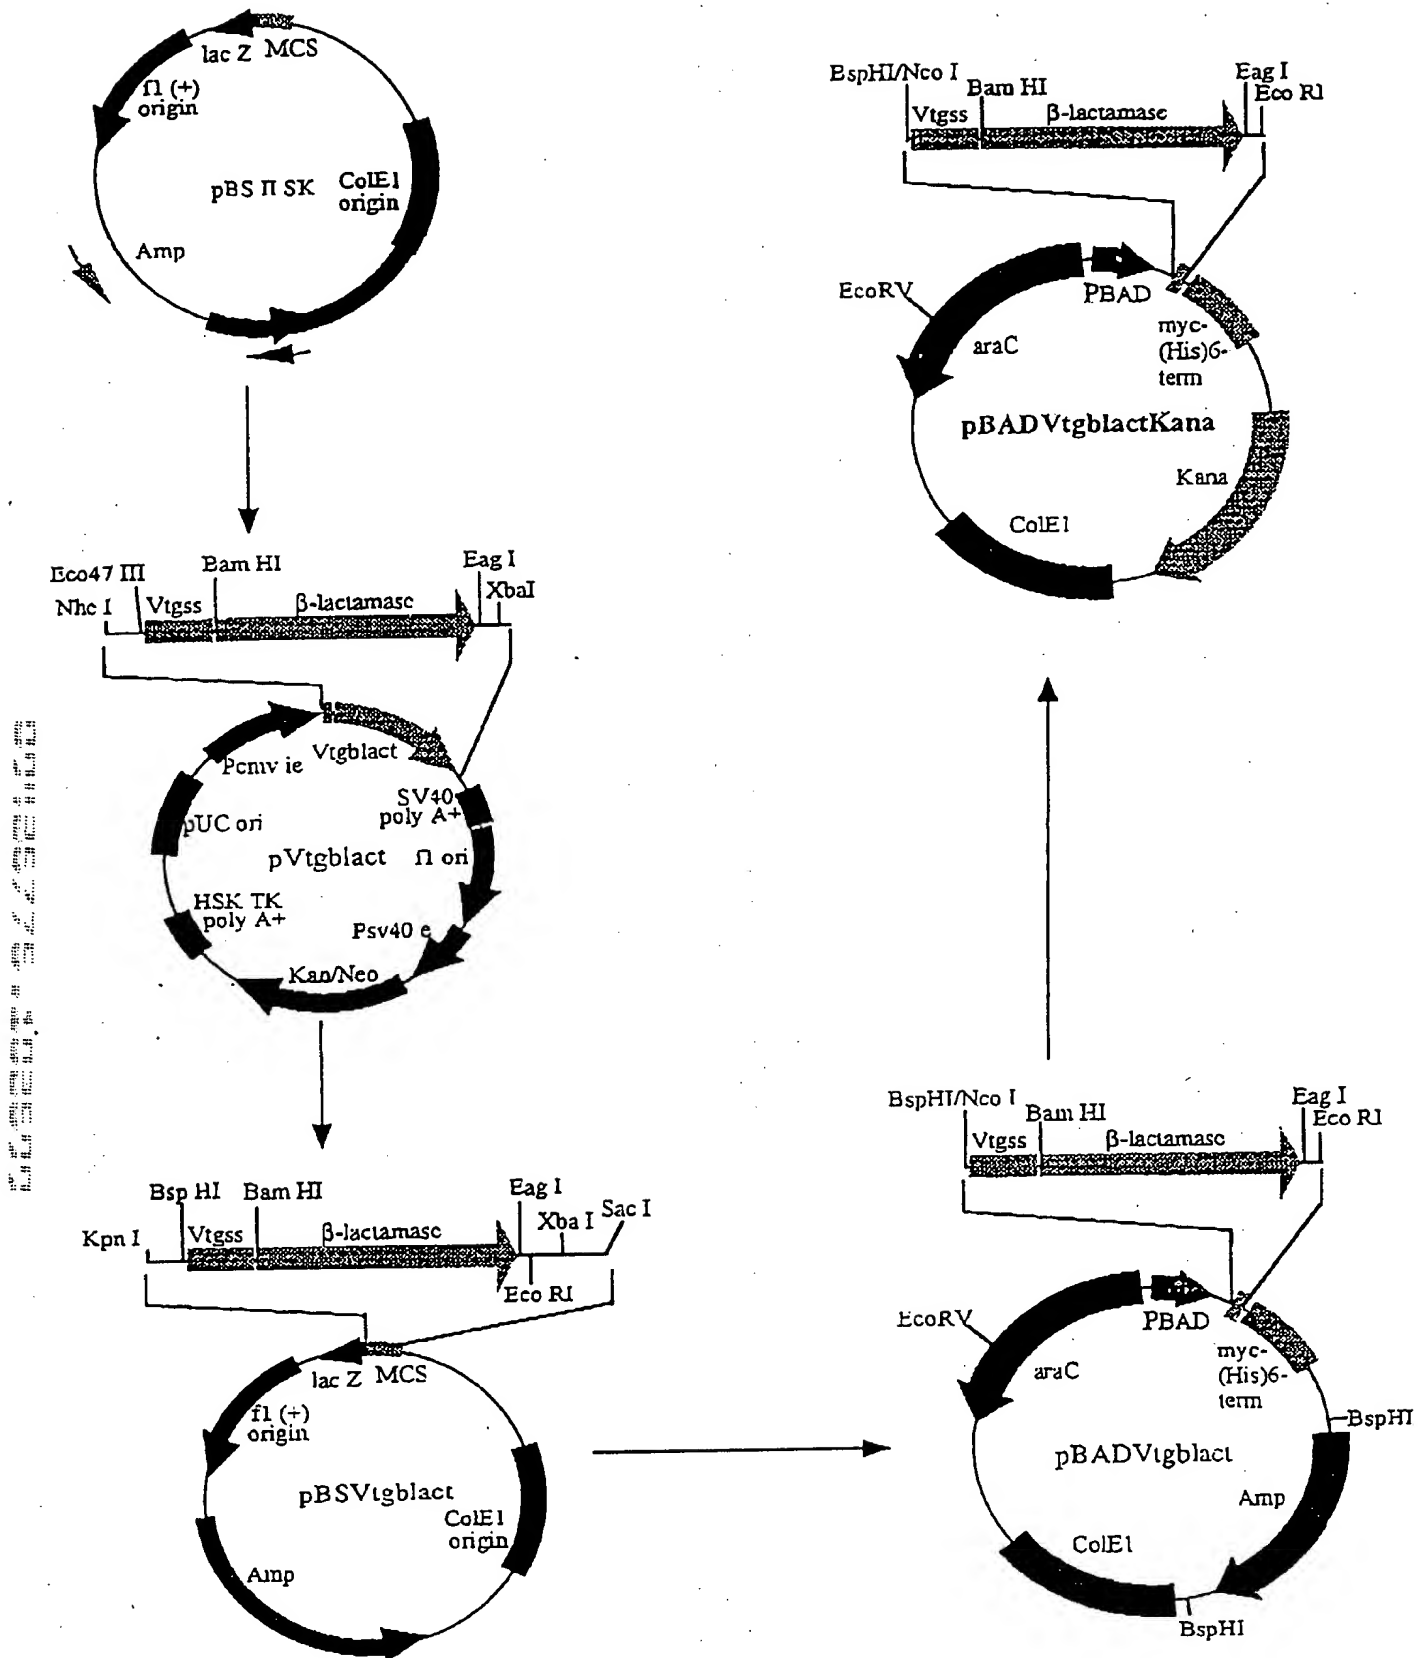 lac Z MCS
f1 (+)
origin
pBS II SK
ColE1
origin
Amp
Eco47 III
Bam HI
Eag I
Nhe I
Vtgss
β-lactamase
XbaI
Pcmv ie
Vtgblact
SV40
poly A+
pUC ori
pVtgblact
f1 ori
HSK TK
poly A+
Psv40 e
Kan/Neo
Bsp HI
Bam HI
Eag I
Xba I
Sac I
Kpn I
Vtgss
β-lactamase
Eco RI
lac Z
MCS
f1 (+)
origin
pBSVtgblact
ColE1
origin
Amp
BspHI/Nco I
Bam HI
Eag I
Eco RI
Vtgss
β-lactamase
EcoRV
PBAD
araC
myc-
(His)6-
term
pBADVtgblactKana
Kana
ColE1
BspHI/Nco I
Bam HI
Eag I
Eco RI
Vtgss
β-lactamase
EcoRV
PBAD
araC
myc-
(His)6-
term
BspHI
pBADVtgblact
Amp
ColE1
BspHI